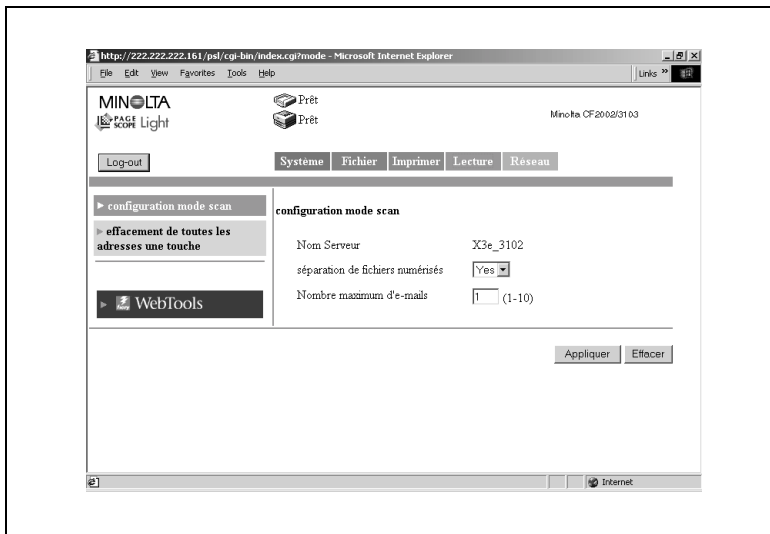 http://222.222.222.161/psl/cgi-bin/index.cgi?mode - Microsoft Internet Explorer
File Edit View Favorites Tools Help
Links »
MINOLTA
PAGE SCOPE Light
Prêt
Prêt
Minolta CF2002/3103
Log-out
Système Fichier Imprimer Lecture Réseau
configuration mode scan
effacement de toutes les
adresses une touche
WebTools
configuration mode scan
Nom Serveur X3e_3102
séparation de fichiers numérisés Yes
Nombre maximum d'e-mails 1 (1-10)
Appliquer Effacer
Internet